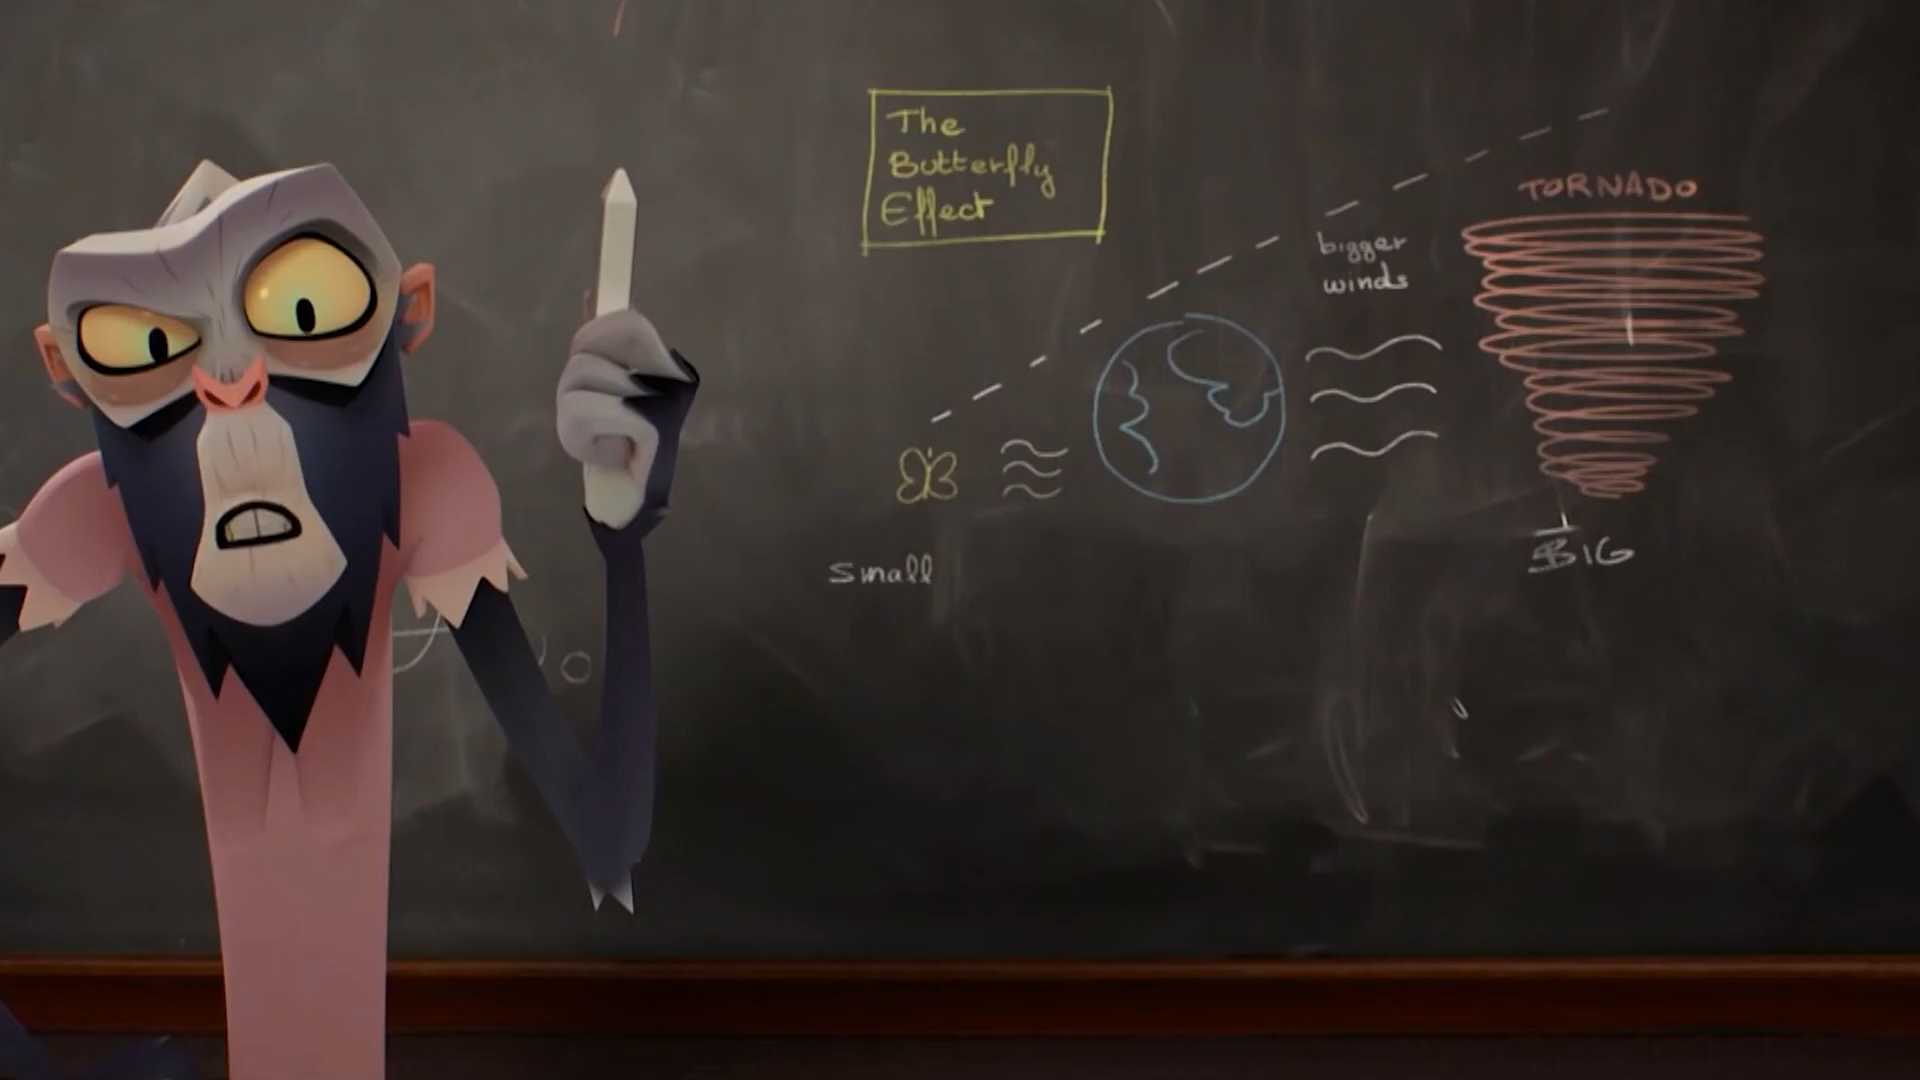 The
Butterfly
Effect
TORNADO
bigger
winds
small
BIG